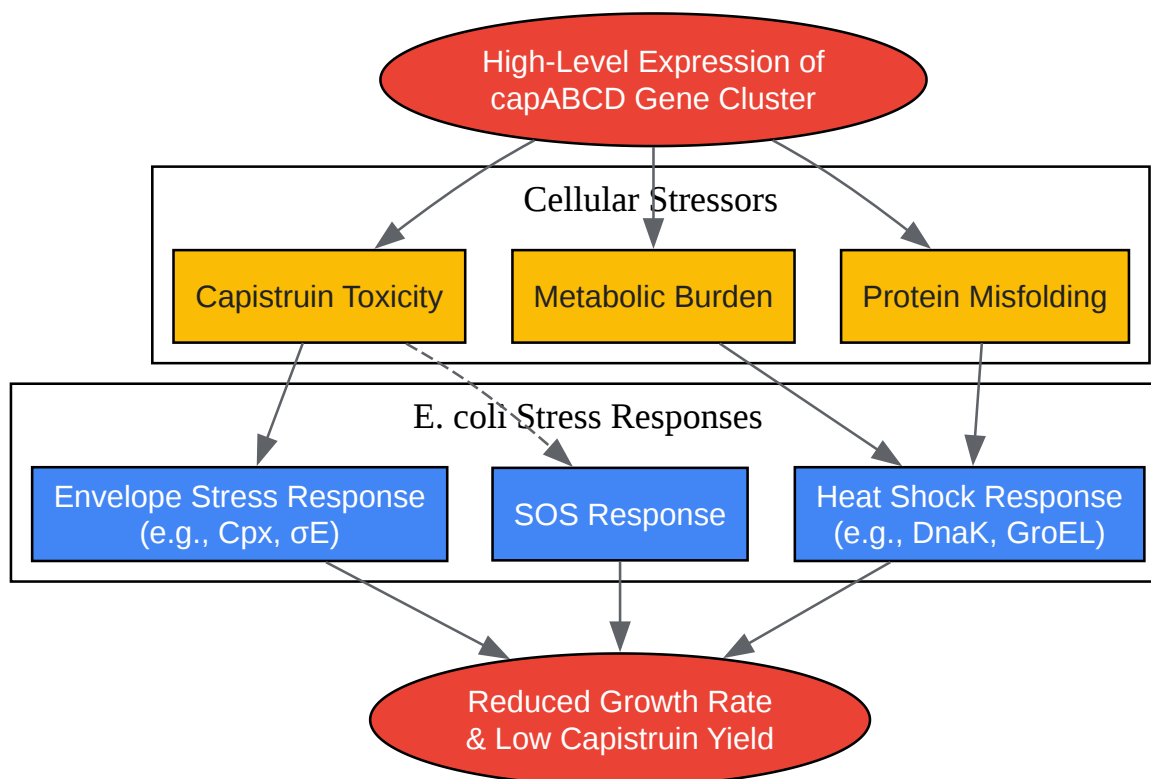 High-Level Expression of
capABCD Gene Cluster
Cellular Stressors
Capistruin Toxicity
Metabolic Burden
Protein Misfolding
E. coli Stress Responses
Envelope Stress Response
(e.g., Cpx, σE)
SOS Response
Heat Shock Response
(e.g., DnaK, GroEL)
Reduced Growth Rate
& Low Capistruin Yield